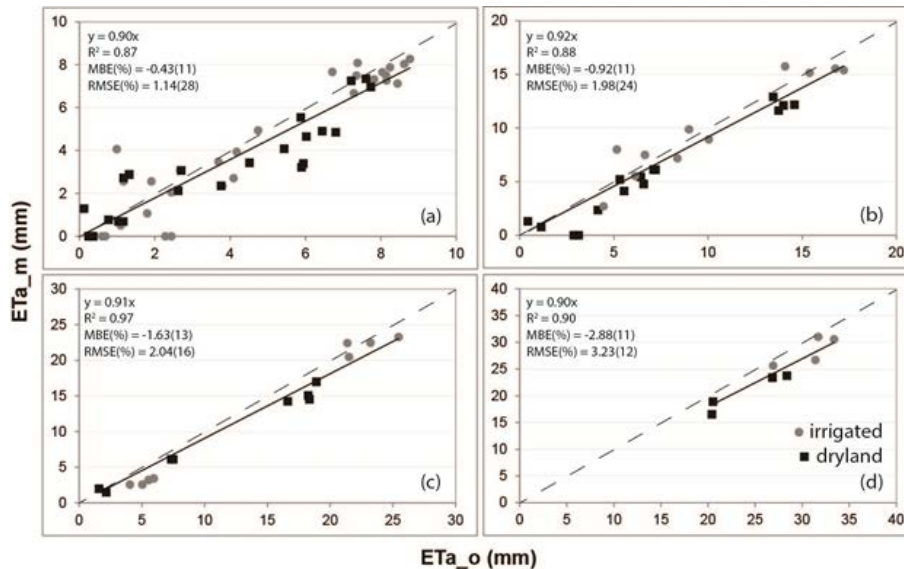 y = 0.90x
R² = 0.87
MBE(%) = -0.43(11)
RMSE(%) = 1.14(28)
10
8
6
4
2
0
0 2 4 6 8 10
(a)
y = 0.92x
R² = 0.88
MBE(%) = -0.92(11)
RMSE(%) = 1.98(24)
20
15
10
5
0
0 5 10 15 20
(b)
ETa_m (mm)
y = 0.91x
R² = 0.97
MBE(%) = -1.63(13)
RMSE(%) = 2.04(16)
30
25
20
15
10
5
0
0 5 10 15 20 25 30
(c)
y = 0.90x
R² = 0.90
MBE(%) = -2.88(11)
RMSE(%) = 3.23(12)
40
35
30
25
20
15
10
5
0
0 5 10 15 20 25 30 35 40
irrigated
dryland
(d)
ETa_o (mm)